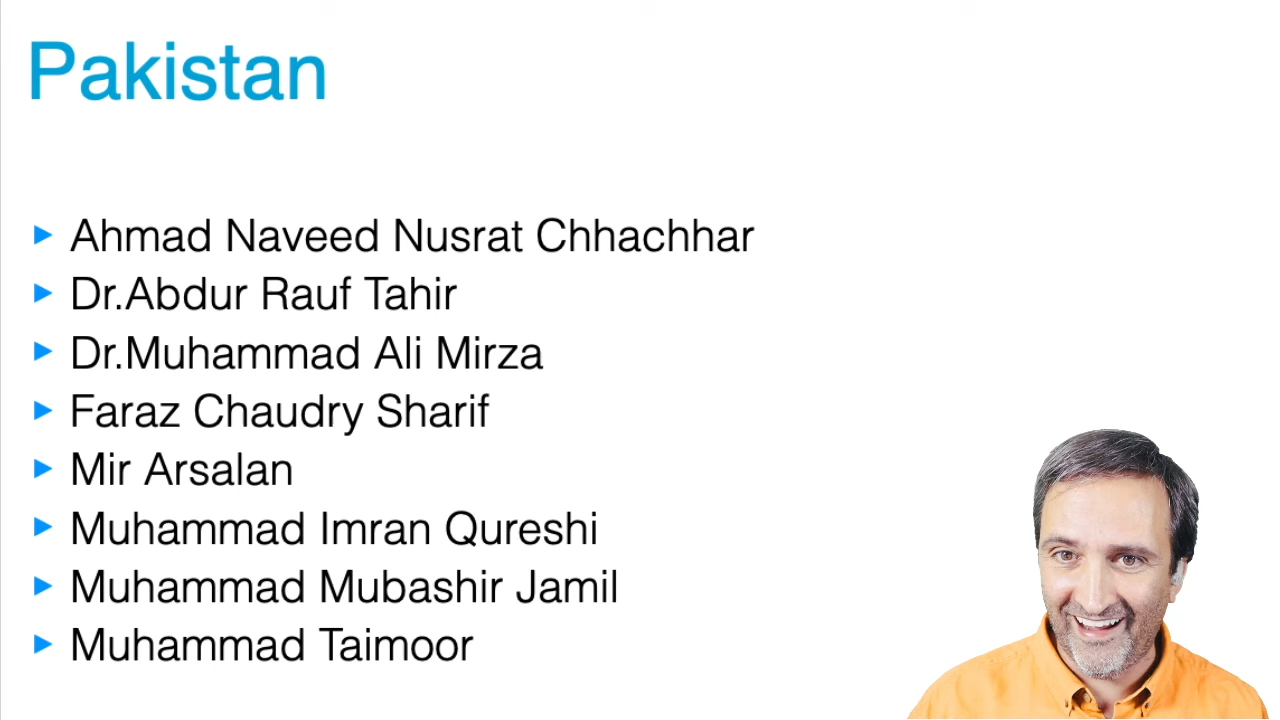 Pakistan
Ahmad Naveed Nusrat Chhachhar
Dr.Abdur Rauf Tahir
Dr.Muhammad Ali Mirza
Faraz Chaudry Sharif
Mir Arsalan
Muhammad Imran Qureshi
Muhammad Mubashir Jamil
Muhammad Taimoor